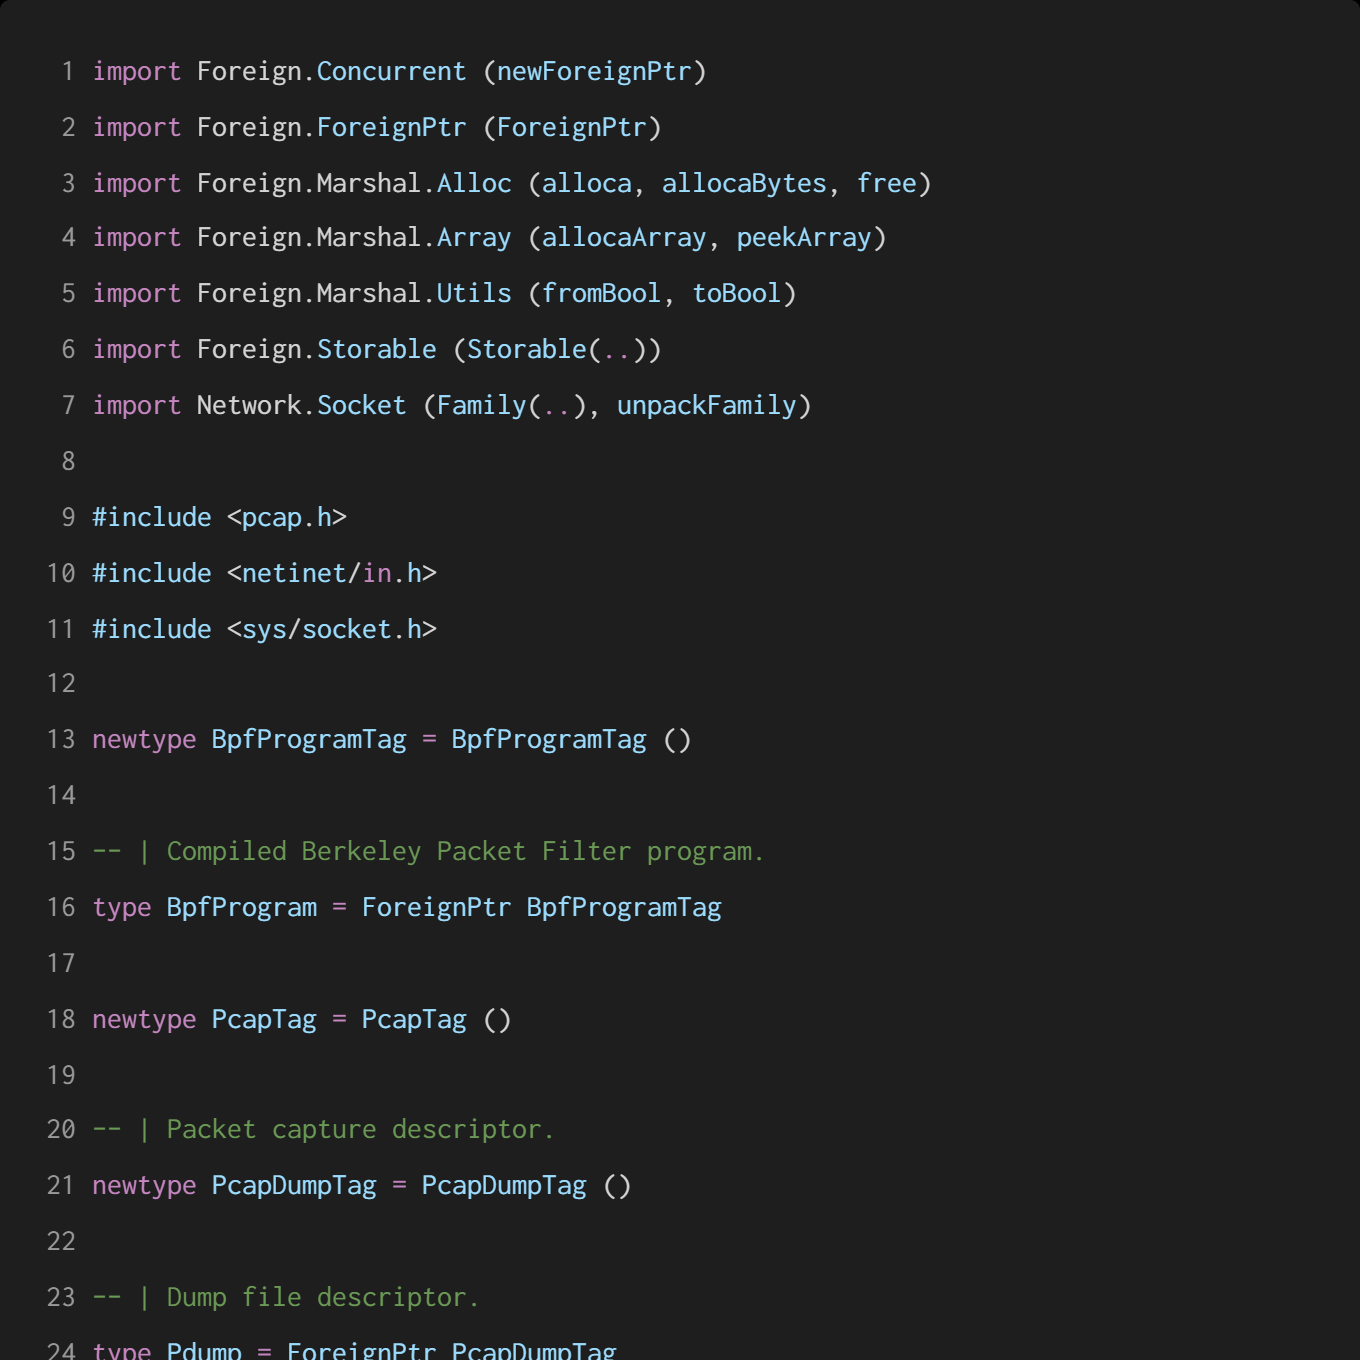 1 import Foreign.Concurrent (newForeignPtr)
2 import Foreign.ForeignPtr (ForeignPtr)
3 import Foreign.Marshal.Alloc (alloca, allocaBytes, free)
4 import Foreign.Marshal.Array (allocaArray, peekArray)
5 import Foreign.Marshal.Utils (fromBool, toBool)
6 import Foreign.Storable (Storable(..))
7 import Network.Socket (Family(..), unpackFamily)
8
9 #include <pcap.h>
10 #include <netinet/in.h>
11 #include <sys/socket.h>
12
13 newtype BpfProgramTag = BpfProgramTag ()
14
15 -- | Compiled Berkeley Packet Filter program.
16 type BpfProgram = ForeignPtr BpfProgramTag
17
18 newtype PcapTag = PcapTag ()
19
20 -- | Packet capture descriptor.
21 newtype PcapDumpTag = PcapDumpTag ()
22
23 -- | Dump file descriptor.
24 type Pdump = ForeignPtr PcapDumpTag